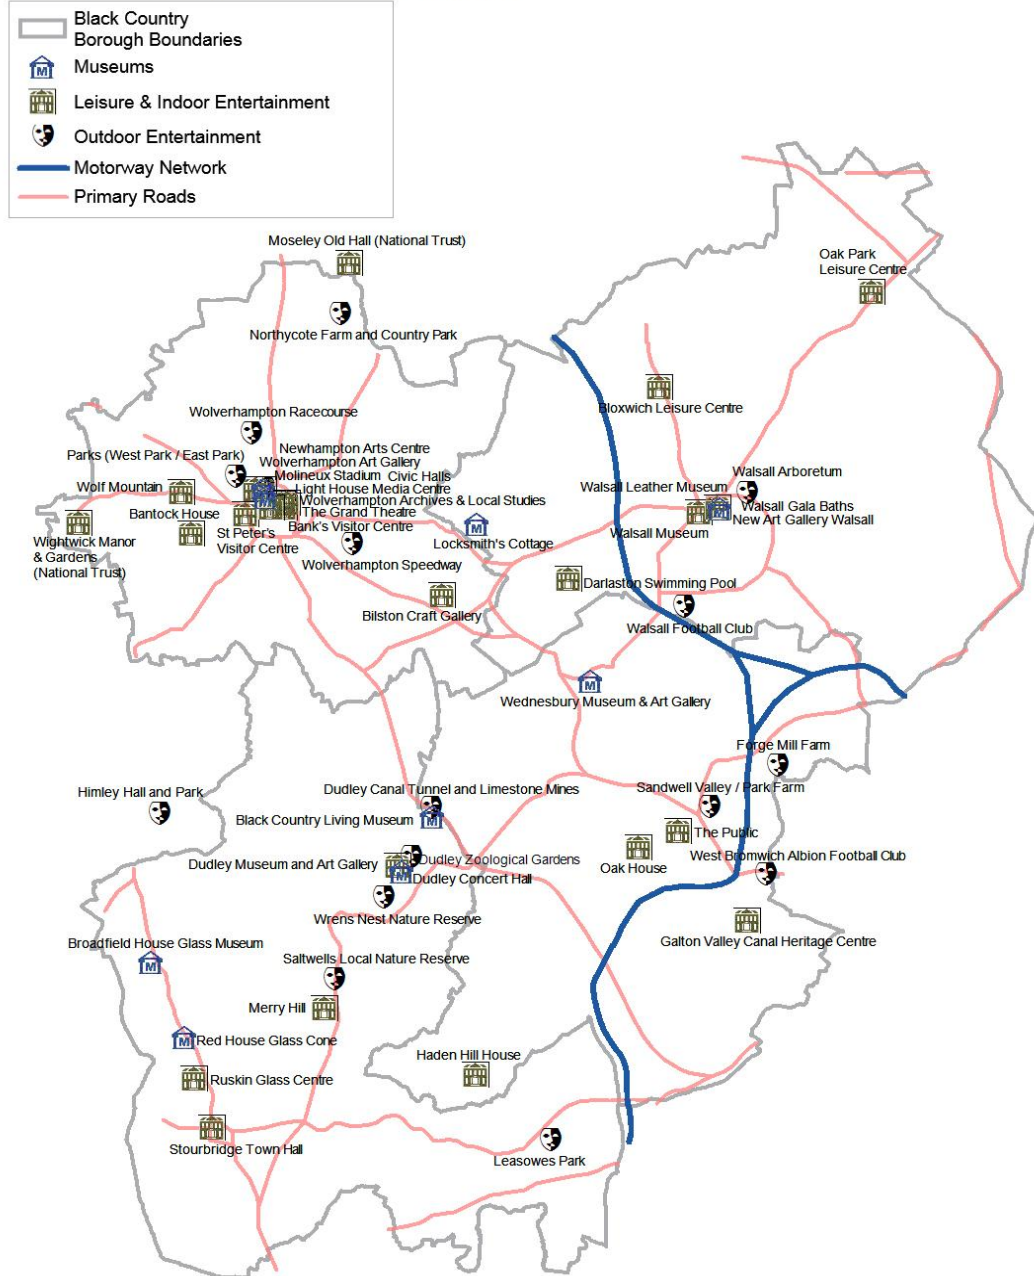 Black Country
Borough Boundaries
Museums
Leisure & Indoor Entertainment
Outdoor Entertainment
Motorway Network
Primary Roads
Moseley Old Hall (National Trust)
Oak Park
Leisure Centre
Northycote Farm and Country Park
Bloxwich Leisure Centre
Wolverhampton Racecourse
Newhampton Arts Centre
Parks (West Park / East Park)
Wolverhampton Art Gallery
Molineux Stadium
Civic Halls
Walsall Arboretum
Wolf Mountain
Light House Media Centre
Walsall Leather Museum
Wolverhampton Archives & Local Studies
Walsall Gala Baths
Bantock House
The Grand Theatre
New Art Gallery Walsall
Bank's Visitor Centre
St Peter's
Visitor Centre
Walsall Museum
Wightwick Manor
& Gardens
(National Trust)
Locksmith's Cottage
Wolverhampton Speedway
Darlaston Swimming Pool
Bilston Craft Gallery
Walsall Football Club
Wednesbury Museum & Art Gallery
Forge Mill Farm
Himley Hall and Park
Dudley Canal Tunnel and Limestone Mines
Sandwell Valley / Park Farm
Black Country Living Museum
The Public
Dudley Museum and Art Gallery
Dudley Zoological Gardens
West Bromwich Albion Football Club
Oak House
Dudley Concert Hall
Wrens Nest Nature Reserve
Broadfield House Glass Museum
Galton Valley Canal Heritage Centre
Saltwells Local Nature Reserve
Merry Hill
Red House Glass Cone
Haden Hill House
Ruskin Glass Centre
Stourbridge Town Hall
Leasowes Park